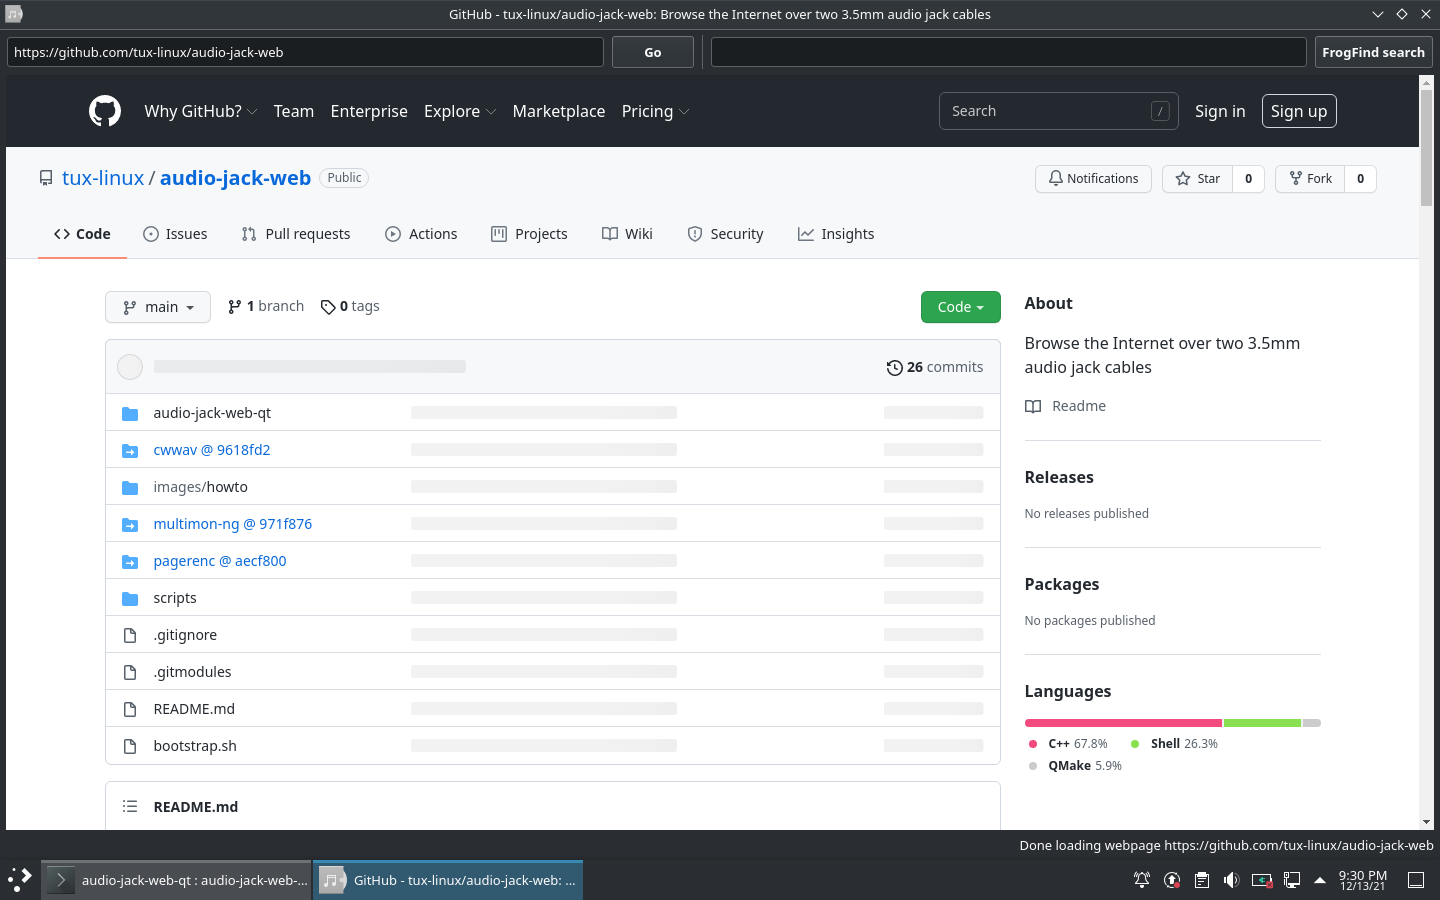 GitHub - tux-linux/audio-jack-web: Browse the Internet over two 3.5mm audio jack cables
https://github.com/tux-linux/audio-jack-web Go FrogFind search
Why GitHub? Team Enterprise Explore Marketplace Pricing Search / Sign in Sign up
tux-linux / audio-jack-web Public Notifications Star 0 Fork 0
Code Issues Pull requests Actions Projects Wiki Security Insights
main 1 branch 0 tags Code
26 commits
audio-jack-web-qt
cwwav @ 9618fd2
images/howto
multimon-ng @ 971f876
pagerenc @ aecf800
scripts
.gitignore
.gitmodules
README.md
bootstrap.sh
README.md
About
Browse the Internet over two 3.5mm
audio jack cables
Readme
Releases
No releases published
Packages
No packages published
Languages
C++ 67.8% Shell 26.3%
QMake 5.9%
Done loading webpage https://github.com/tux-linux/audio-jack-web
audio-jack-web-qt : audio-jack-web-... GitHub - tux-linux/audio-jack-web: ... 9:30 PM
12/13/21